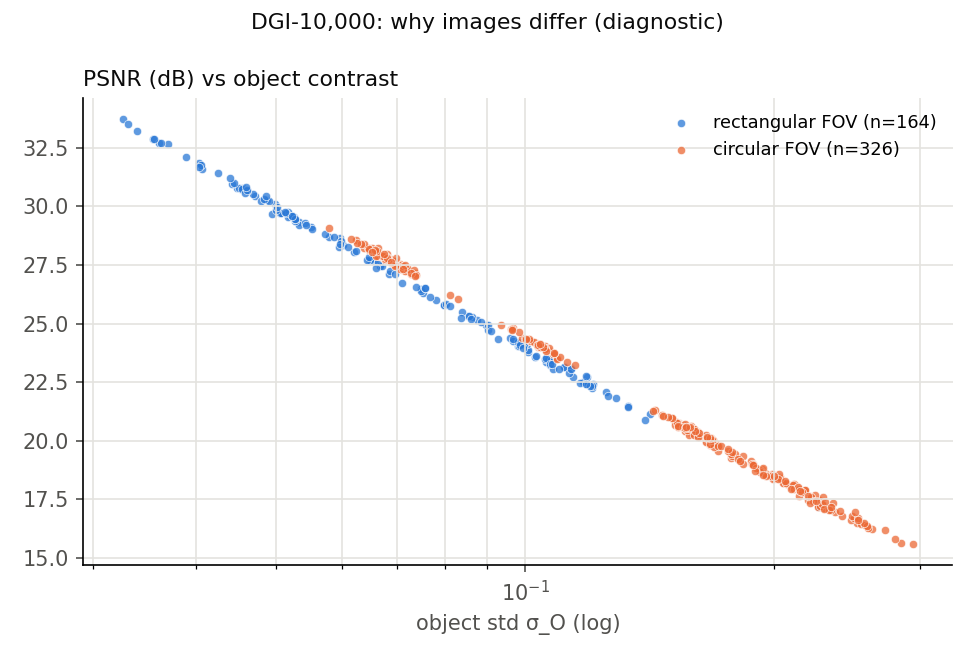 DGI-10,000: why images differ (diagnostic)
PSNR (dB) vs object contrast
rectangular FOV (n=164)
circular FOV (n=326)
32.5
30.0
27.5
25.0
22.5
20.0
17.5
15.0
10⁻¹
object std σ_O (log)